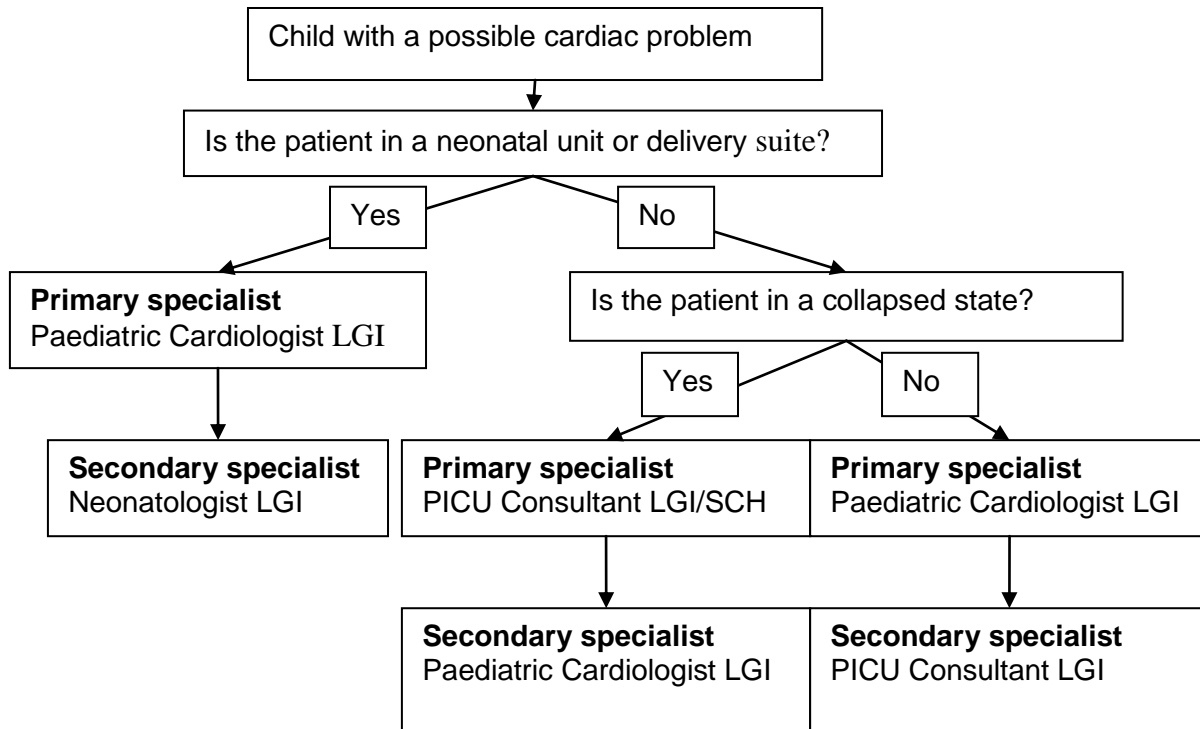 Child with a possible cardiac problem
Is the patient in a neonatal unit or delivery suite?
Yes
No
Primary specialist
Paediatric Cardiologist LGI
Is the patient in a collapsed state?
Yes
No
Secondary specialist
Neonatologist LGI
Primary specialist
PICU Consultant LGI/SCH
Primary specialist
Paediatric Cardiologist LGI
Secondary specialist
Paediatric Cardiologist LGI
Secondary specialist
PICU Consultant LGI